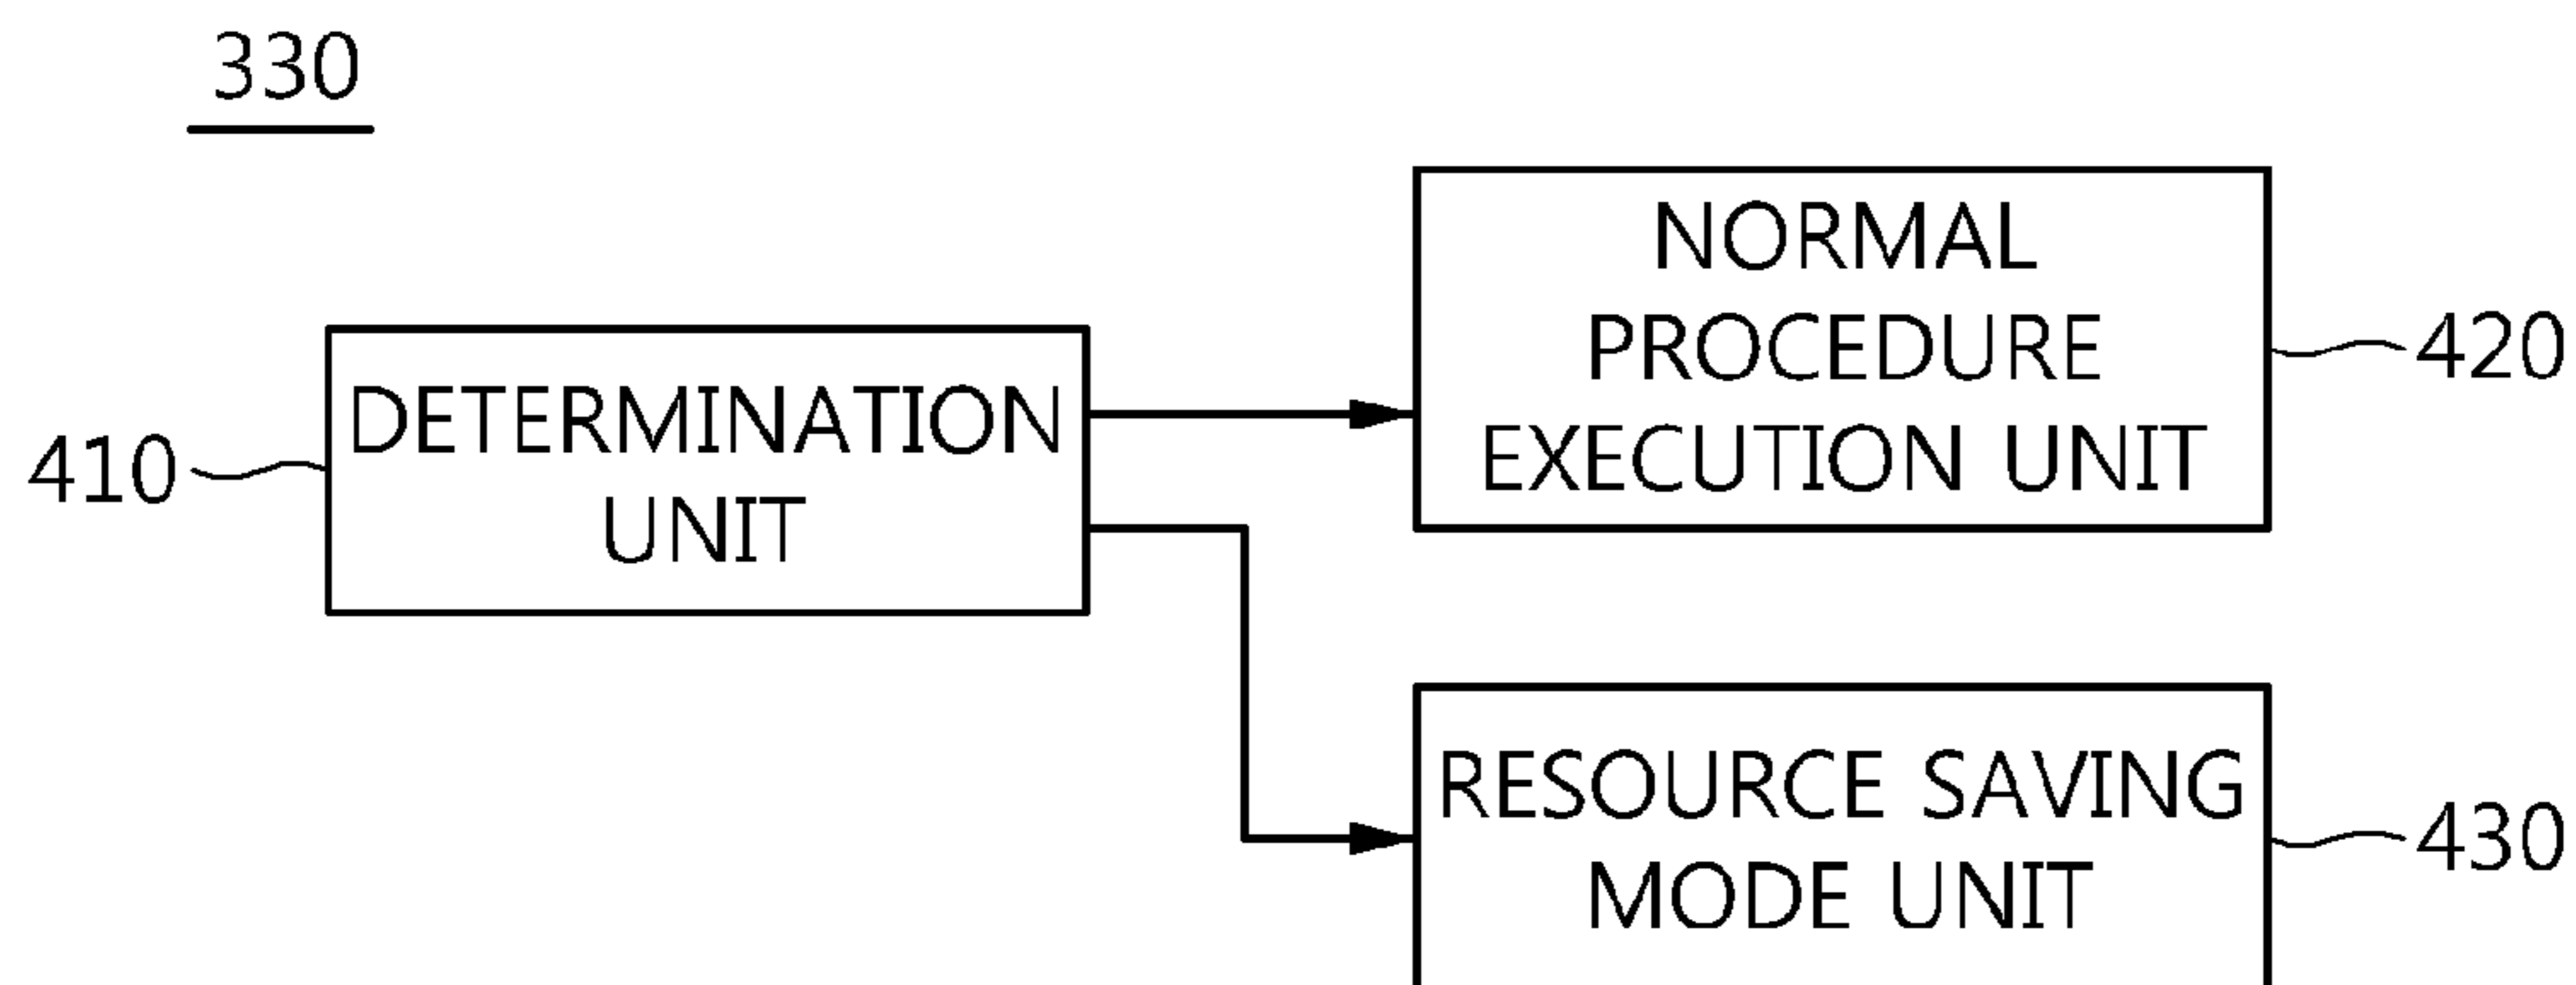 330
NORMAL
PROCEDURE
EXECUTION UNIT
420
410
DETERMINATION
UNIT
RESOURCE SAVING
MODE UNIT
430